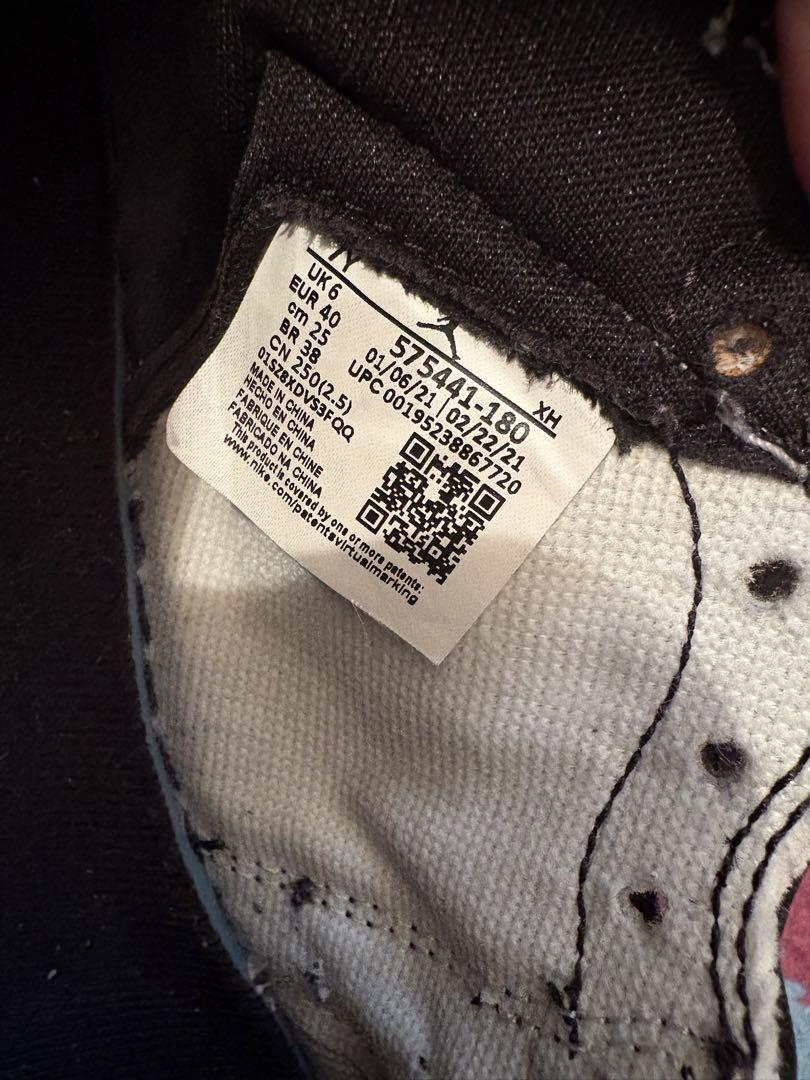 UK 6
EUR 40
cm 25
BR 38
CN 250(2.5)
01SZBXDVS3FQQ
MADE IN CHINA
HECHO EN CHINA
FABRIQUE EN CHINE
FABRICADO NA CHINA
This product is covered by one or more patents:
www.nike.com/patentsvirtualmarking
XH
575441-180
01/06/21 | 02/22/21
UPC 00195238867720